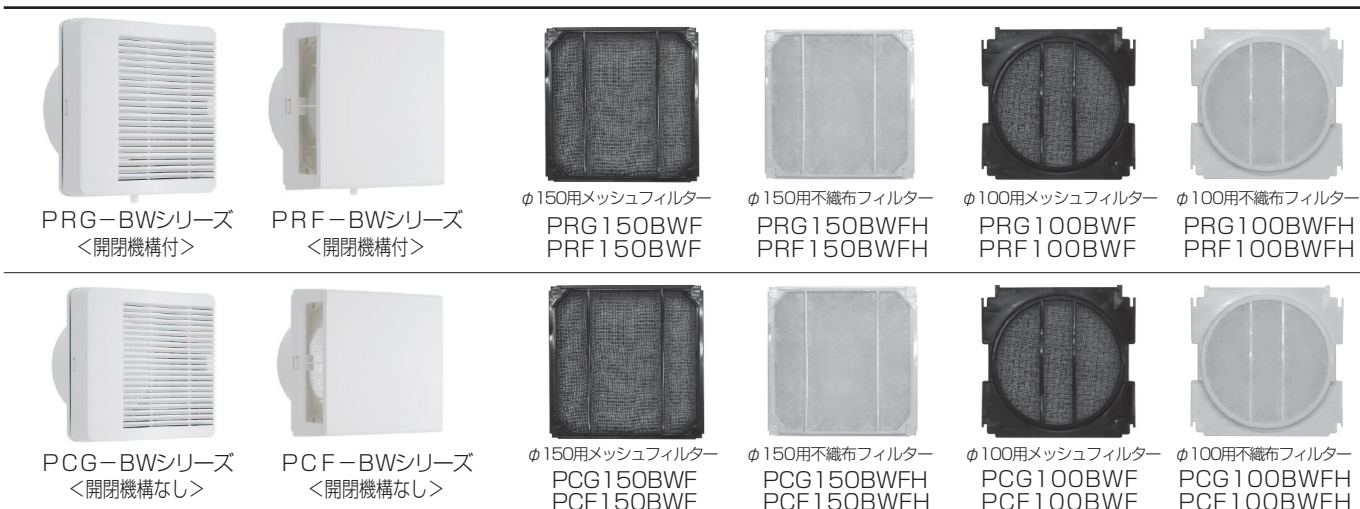 PRG−BWシリーズ
＜開閉機構付＞
PRF−BWシリーズ
＜開閉機構付＞
φ150用メッシュフィルター
PRG150BWF
PRF150BWF
φ150用不織布フィルター
PRG150BWFH
PRF150BWFH
φ100用メッシュフィルター
PRG100BWF
PRF100BWF
φ100用不織布フィルター
PRG100BWFH
PRF100BWFH
PCG−BWシリーズ
＜開閉機構なし＞
PCF−BWシリーズ
＜開閉機構なし＞
φ150用メッシュフィルター
PCG150BWF
PCF150BWF
φ150用不織布フィルター
PCG150BWFH
PCF150BWFH
φ100用メッシュフィルター
PCG100BWF
PCF100BWF
φ100用不織布フィルター
PCG100BWFH
PCF100BWFH